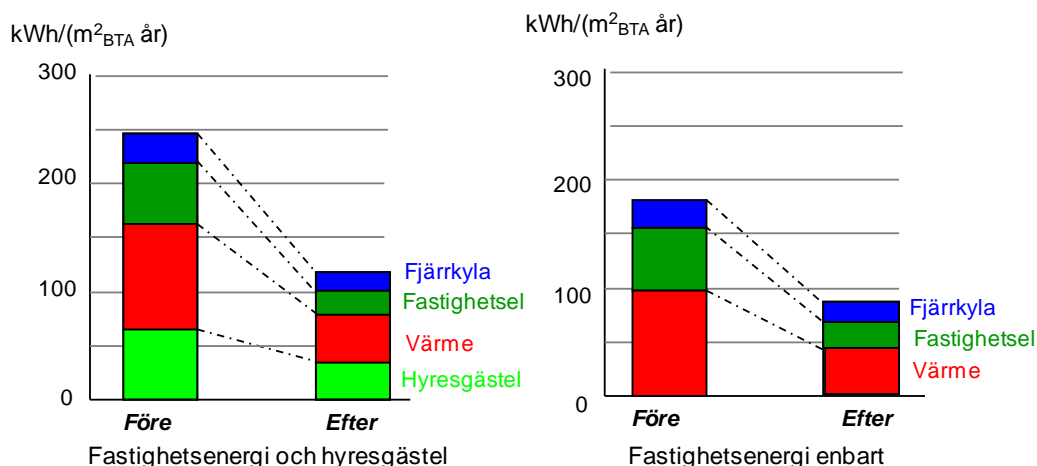 kWh/(m²BTA år)
300
200
100
0
Fjärrkyla
Fastighetsel
Värme
Hyresgästel
Före
Efter
Fastighetsenergi och hyresgästel
kWh/(m²BTA år)
300
200
100
0
Fjärrkyla
Fastighetsel
Värme
Före
Efter
Fastighetsenergi enbart